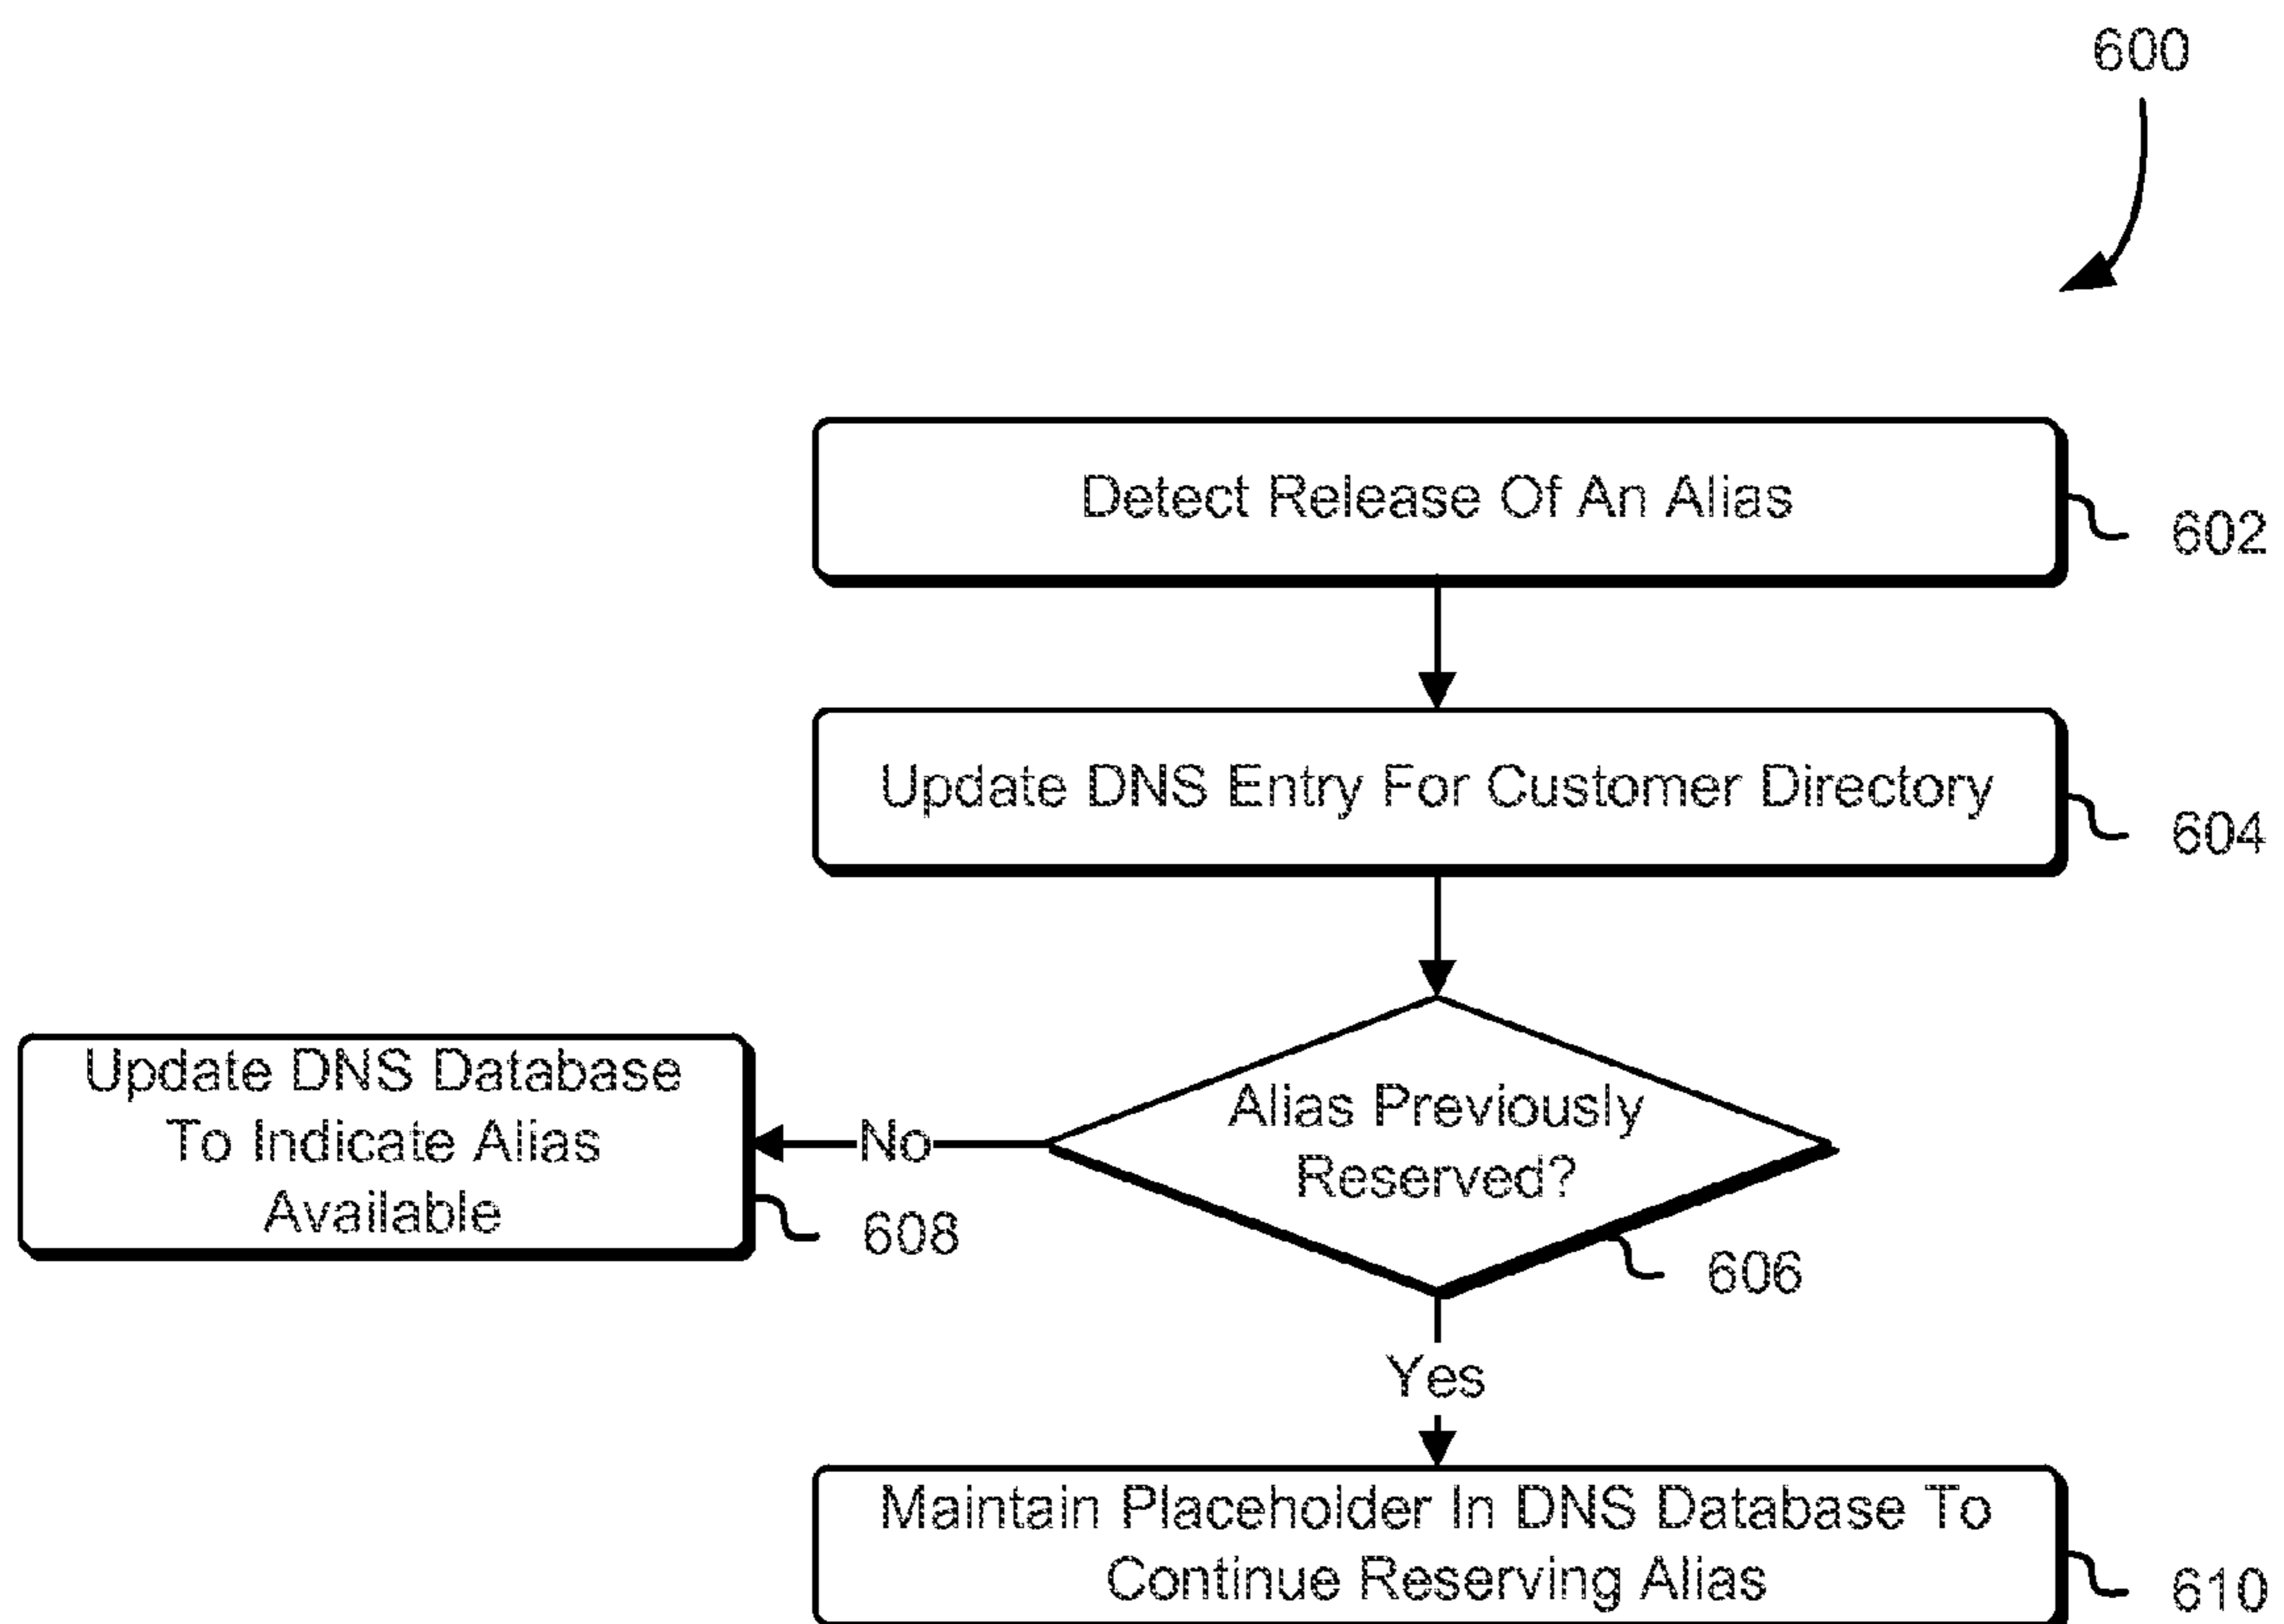 600
Detect Release Of An Alias
602
Update DNS Entry For Customer Directory
604
Alias Previously
Reserved?
606
No
Update DNS Database
To Indicate Alias
Available
608
Yes
Maintain Placeholder In DNS Database To
Continue Reserving Alias
610